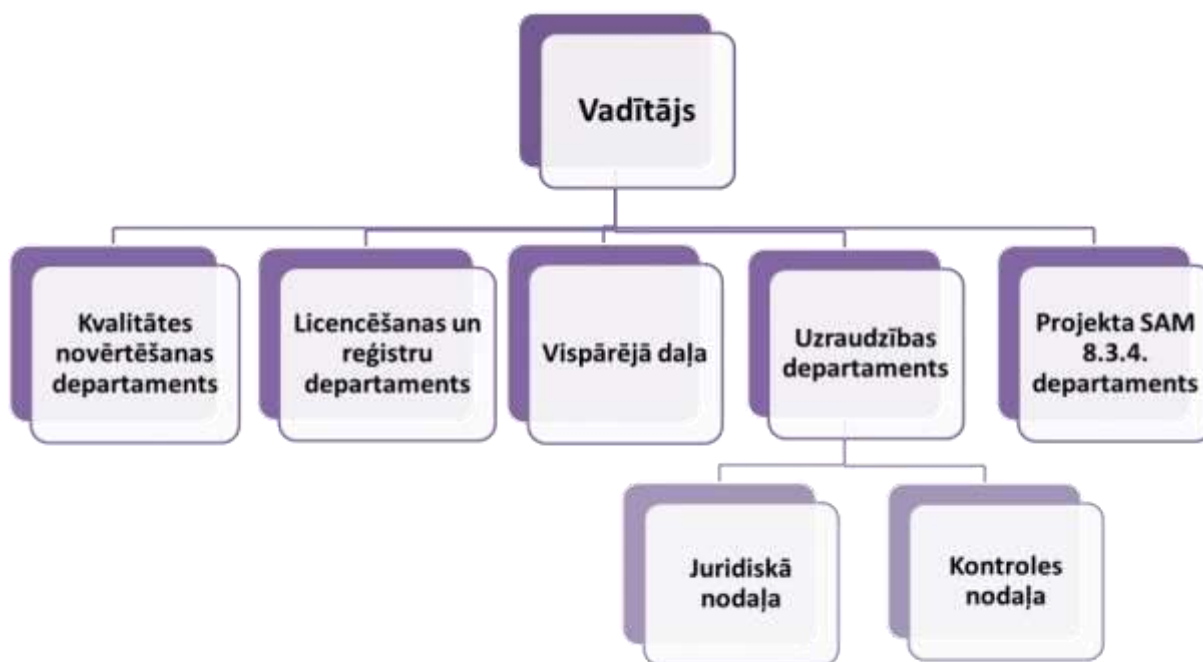 Vadītājs
Kvalitātes
novērtēšanas
departaments
Licencēšanas un
reģistru
departaments
Vispārējā daļa
Uzraudzības
departaments
Projekta SAM
8.3.4.
departaments
Juridiskā
nodaļa
Kontroles
nodaļa